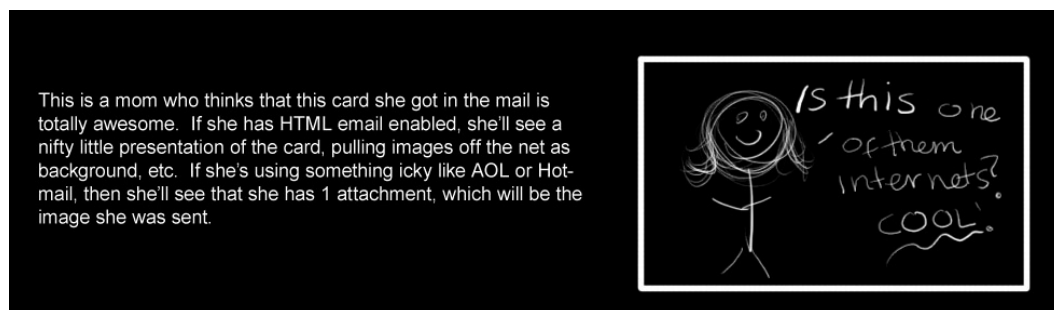 This is a mom who thinks that this card she got in the mail is
totally awesome.  If she has HTML email enabled, she'll see a
nifty little presentation of the card, pulling images off the net as
background, etc.  If she's using something icky like AOL or Hot-
mail, then she'll see that she has 1 attachment, which will be the
image she was sent.
Is this one
of them
internets?
COOL!